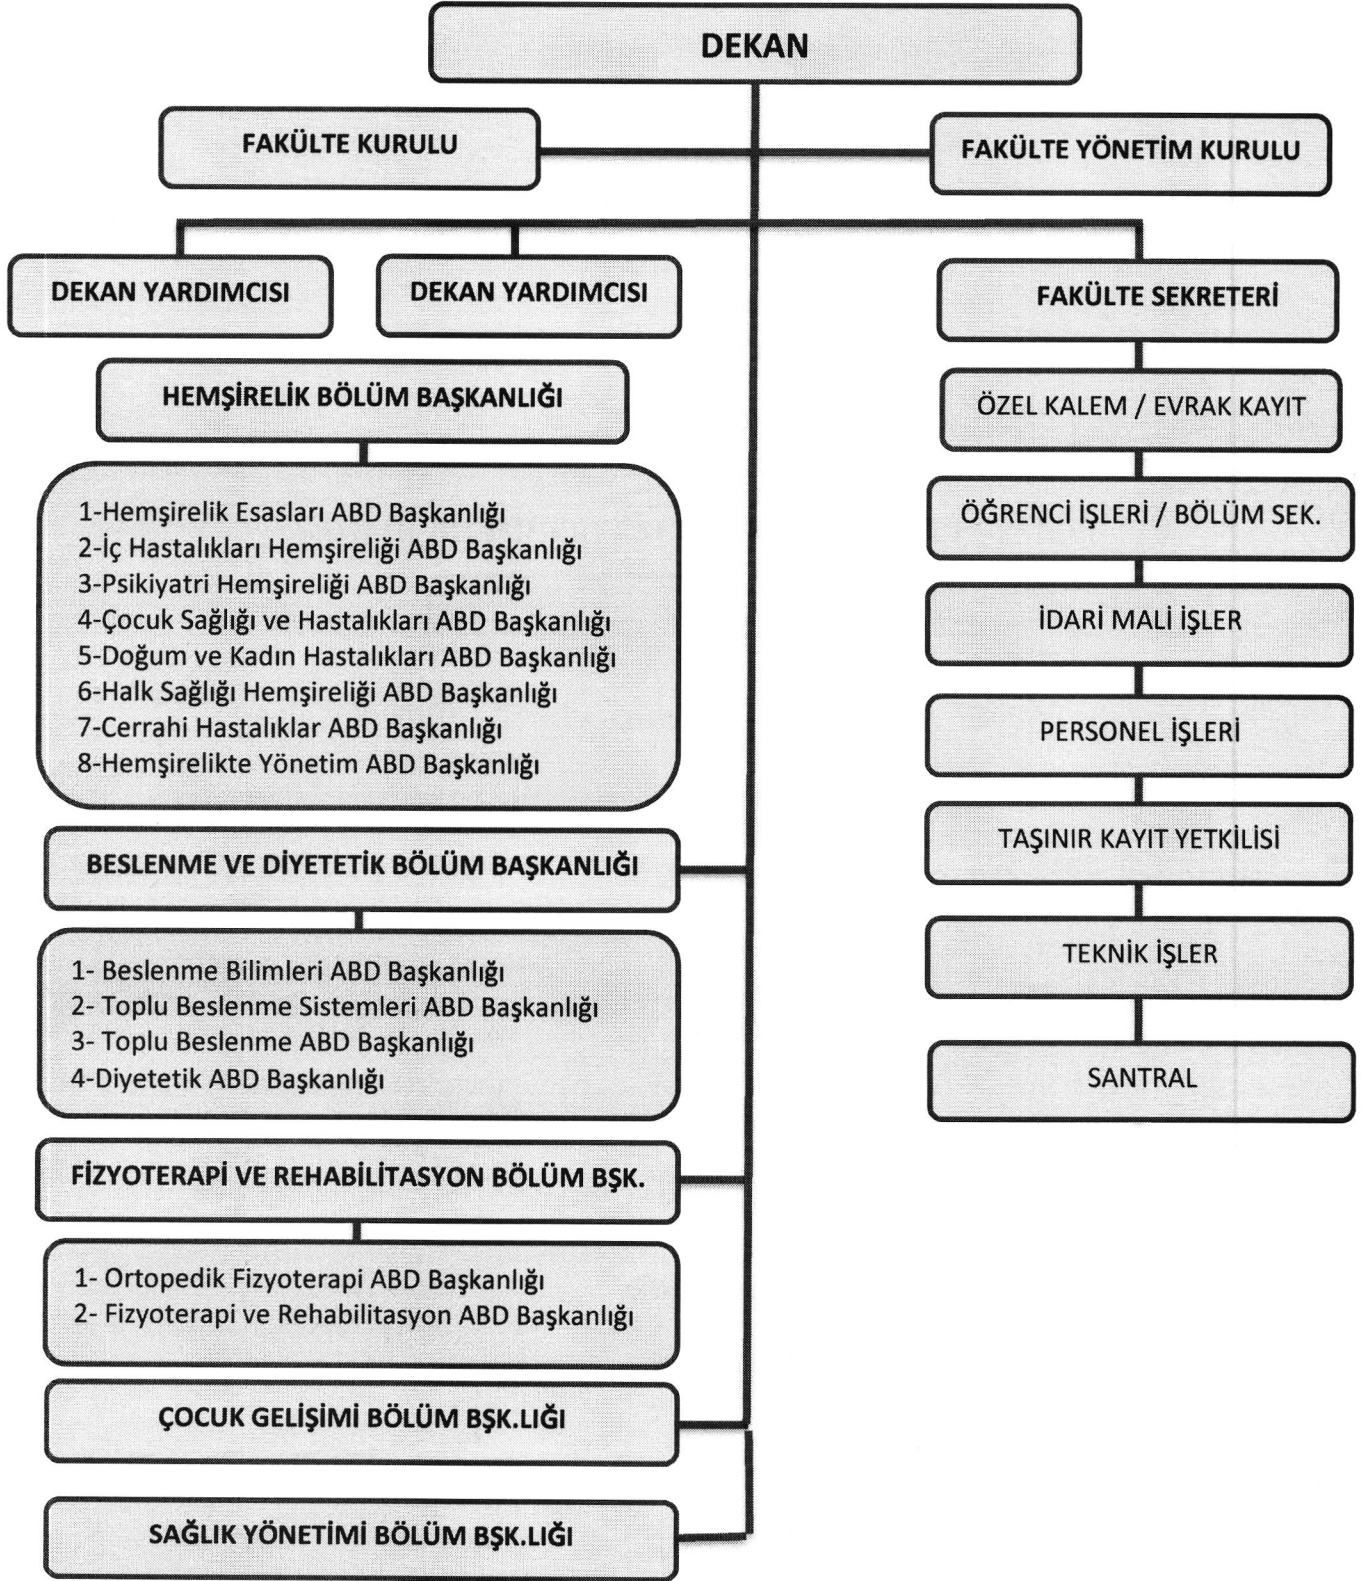 DEKAN
FAKÜLTE KURULU
FAKÜLTE YÖNETİM KURULU
DEKAN YARDIMCISI
DEKAN YARDIMCISI
FAKÜLTE SEKRETERİ
HEMŞİRELİK BÖLÜM BAŞKANLIĞI
1-Hemşirelik Esasları ABD Başkanlığı
2-İç Hastalıkları Hemşireliği ABD Başkanlığı
3-Psikiyatri Hemşireliği ABD Başkanlığı
4-Çocuk Sağlığı ve Hastalıkları ABD Başkanlığı
5-Doğum ve Kadın Hastalıkları ABD Başkanlığı
6-Halk Sağlığı Hemşireliği ABD Başkanlığı
7-Cerrahi Hastalıklar ABD Başkanlığı
8-Hemşirelikte Yönetim ABD Başkanlığı
BESLENME VE DİYETETİK BÖLÜM BAŞKANLIĞI
1- Beslenme Bilimleri ABD Başkanlığı
2- Toplu Beslenme Sistemleri ABD Başkanlığı
3- Toplu Beslenme ABD Başkanlığı
4-Diyetetik ABD Başkanlığı
FİZYOTERAPİ VE REHABİLİTASYON BÖLÜM BŞK.
1- Ortopedik Fizyoterapi ABD Başkanlığı
2- Fizyoterapi ve Rehabilitasyon ABD Başkanlığı
ÇOCUK GELİŞİMİ BÖLÜM BŞK.LIĞI
SAĞLIK YÖNETİMİ BÖLÜM BŞK.LIĞI
ÖZEL KALEM / EVRAK KAYIT
ÖĞRENCİ İŞLERİ / BÖLÜM SEK.
İDARİ MALİ İŞLER
PERSONEL İŞLERİ
TAŞINIR KAYIT YETKİLİSİ
TEKNİK İŞLER
SANTRAL